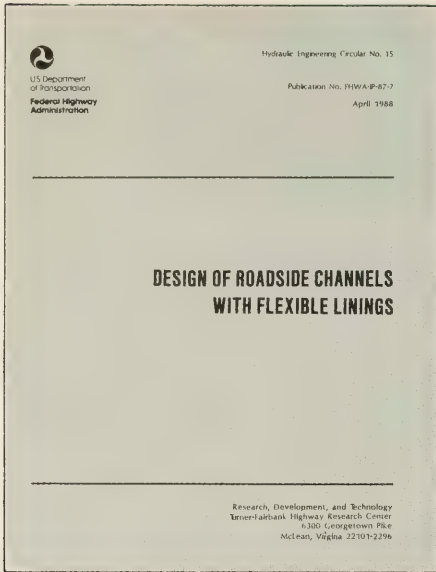 US Department
of Transportation
Federal Highway
Administration
Hydraulic Engineering Circular No. 15
Publication No. FHWA-IP-87-7
April 1988
DESIGN OF ROADSIDE CHANNELS
WITH FLEXIBLE LININGS
Research, Development, and Technology
Turner-Fairbank Highway Research Center
6300 Georgetown Pike
McLean, Virginia 22101-2296